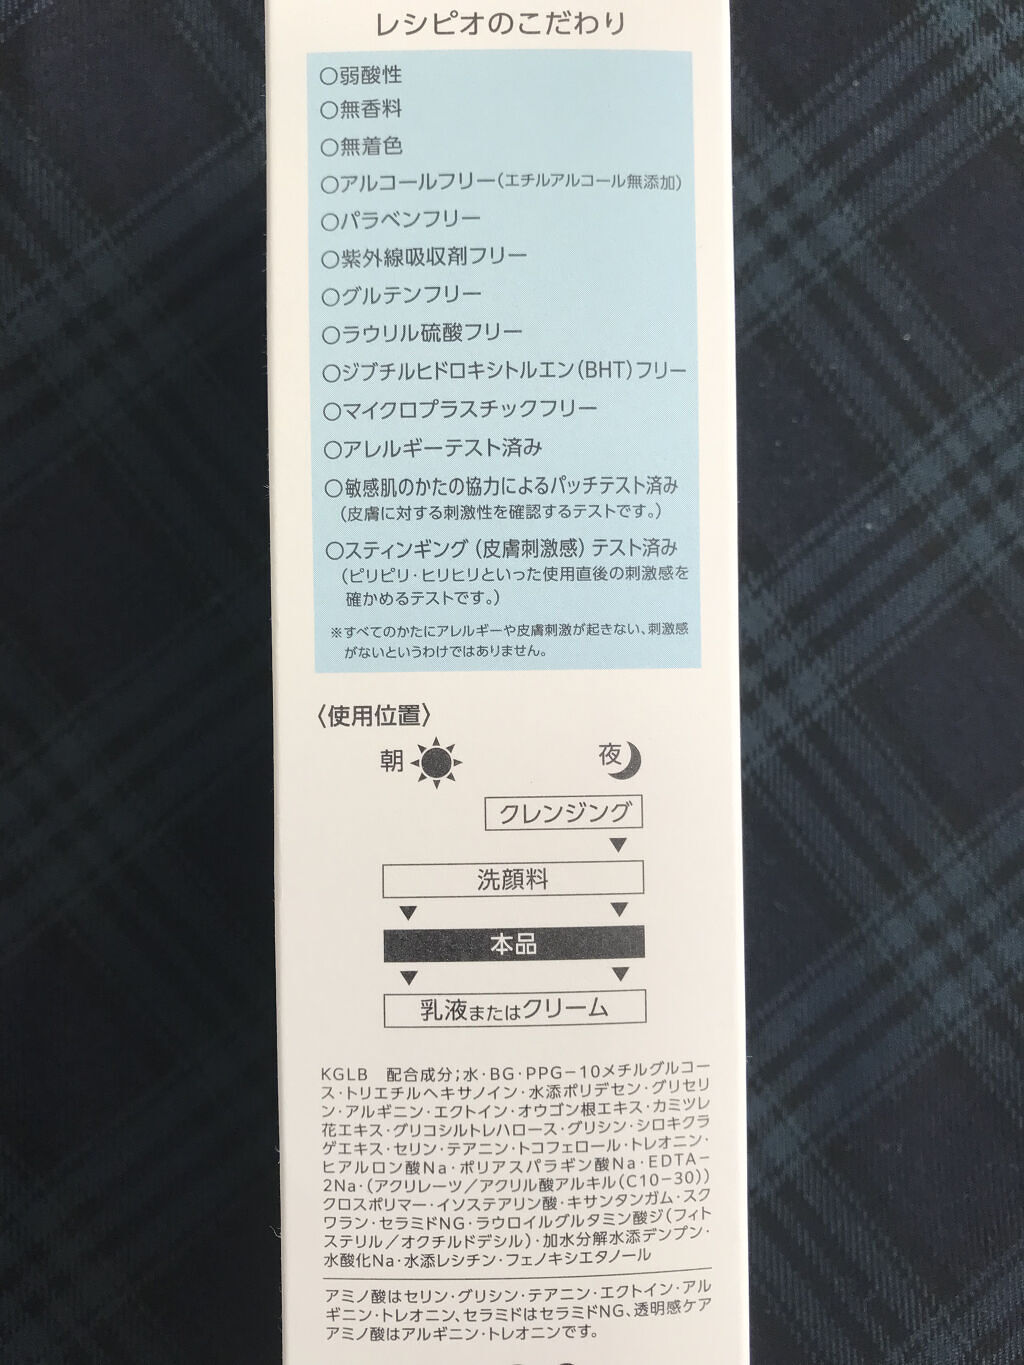 レシピオのこだわり
○弱酸性
○無香料
○無着色
○アルコールフリー(エチルアルコール無添加)
○パラベンフリー
○紫外線吸収剤フリー
○グルテンフリー
○ラウリル硫酸フリー
○ジブチルヒドロキシトルエン(BHT)フリー
○マイクロプラスチックフリー
○アレルギーテスト済み
○敏感肌のかたの協力によるパッチテスト済み
(皮膚に対する刺激性を確認するテストです。)
○スティンギング(皮膚刺激感)テスト済み
(ピリピリ・ヒリヒリといった使用直後の刺激感を
確かめるテストです。)
※すべてのかたにアレルギーや皮膚刺激が起きない、刺激感
がないというわけではありません。
〈使用位置〉
朝 夜
クレンジング
▼
洗顔料
▼ ▼
本品
▼ ▼
乳液またはクリーム
KGLB 配合成分;水・BG・PPG−10メチルグルコー
ス・トリエチルヘキサノイン・水添ポリデセン・グリセリ
ン・アルギニン・エクトイン・オウゴン根エキス・カミツレ
花エキス・グリコシルトレハロース・グリシン・シロキクラ
ゲエキス・セリン・テアニン・トコフェロール・トレオニン・
ヒアルロン酸Na・ポリアスパラギン酸Na・EDTA−
2Na・(アクリレーツ/アクリル酸アルキル(C10−30))
クロスポリマー・イソステアリン酸・キサンタンガム・スク
ワラン・セラミドNG・ラウロイルグルタミン酸ジ(フィト
ステリル/オクチルドデシル)・加水分解水添デンプン・
水酸化Na・水添レシチン・フェノキシエタノール
アミノ酸はセリン・グリシン・テアニン・エクトイン・アル
ギニン・トレオニン、セラミドはセラミドNG、透明感ケア
アミノ酸はアルギニン・トレオニンです。